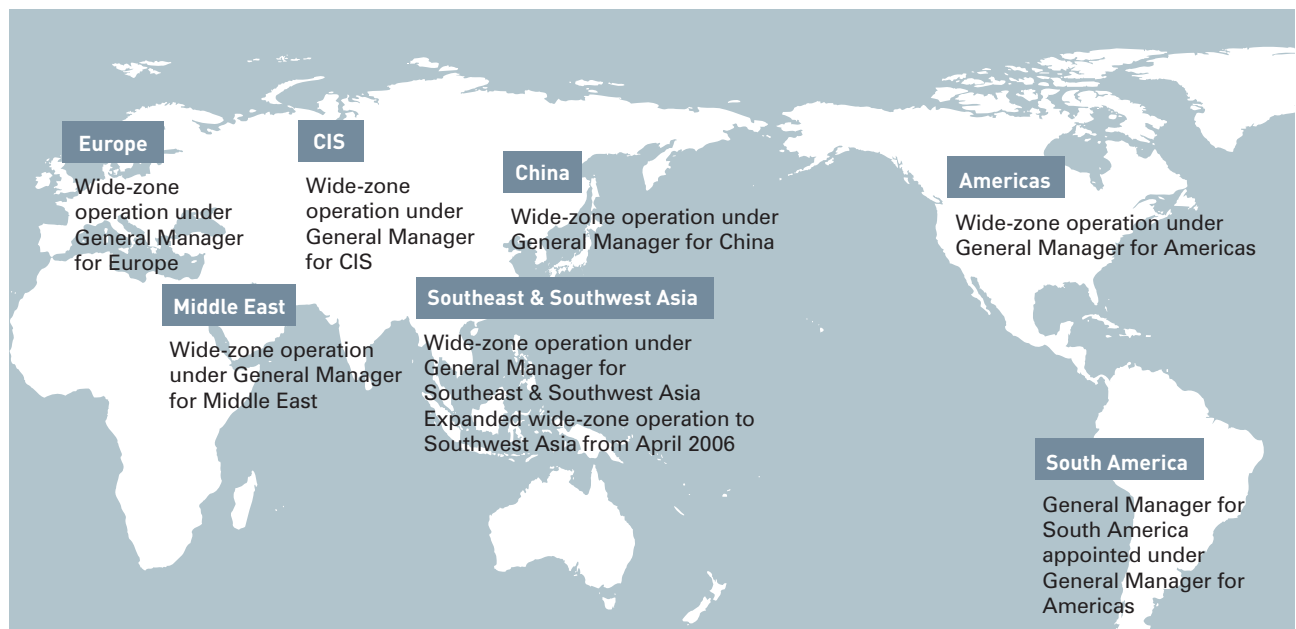 Europe
Wide-zone
operation under
General Manager
for Europe
CIS
Wide-zone
operation under
General Manager
for CIS
China
Wide-zone operation under
General Manager for China
Americas
Wide-zone operation under
General Manager for Americas
Middle East
Wide-zone operation
under General Manager
for Middle East
Southeast & Southwest Asia
Wide-zone operation under
General Manager for
Southeast & Southwest Asia
Expanded wide-zone operation to
Southwest Asia from April 2006
South America
General Manager for
South America
appointed under
General Manager for
Americas